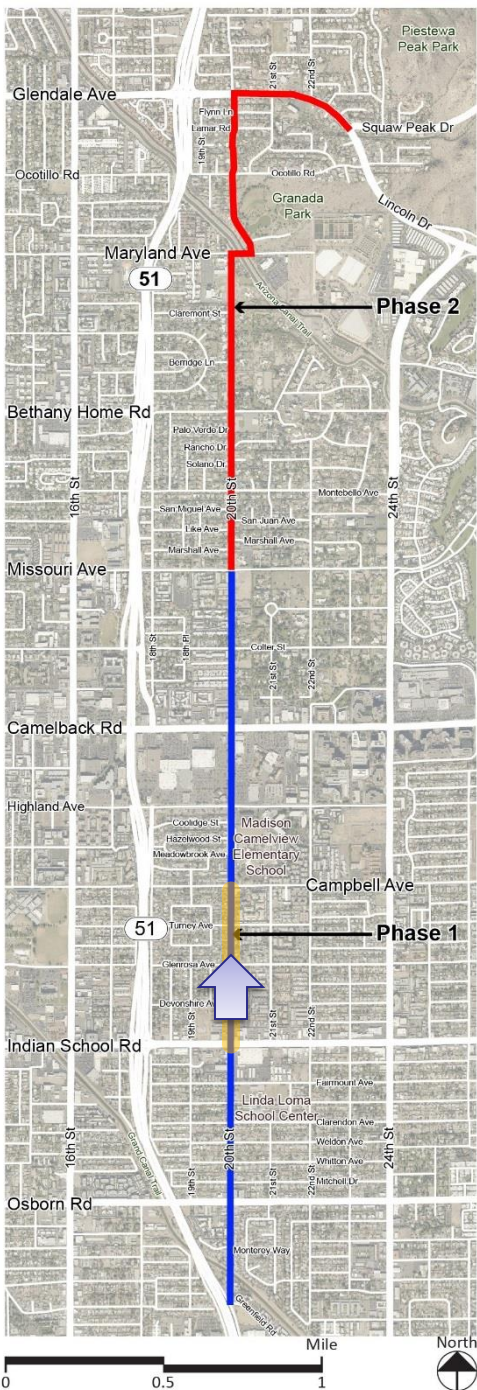 Piestewa
Peak Park
21st St
22nd St
Glendale Ave
Flynn Ln
Lamar Rd
Squaw Peak Dr
19th St
Ocotillo Rd
Ocotillo Rd
Granada
Park
Lincoln Dr
Maryland Ave
51
Arizona Canal Trail
Claremont St
Phase 2
Berridge Ln
Bethany Home Rd
Palo Verde Dr
Rancho Dr
Solano Dr
16th St
20th St
24th St
Montebello Ave
San Miguel Ave
San Juan Ave
Like Ave
Marshall Ave
Marshall Ave
Missouri Ave
18th St
18th Pl
Colter St
21st St
22nd St
Camelback Rd
Highland Ave
Coolidge St
Hazelwood St
Meadowbrook Ave
Madison
Camelview
Elementary
School
Campbell Ave
51
Turney Ave
Phase 1
Glenrosa Ave
Devonshire Av
19th St
21st St
22nd St
Indian School Rd
Fairmount Ave
Linda Loma
School Center
Clarendon Ave
Weldon Ave
Whitton Ave
Mitchell Dr
16th St
Grand Canal Trail
19th St
20th St
21st St
22nd St
24th St
Osborn Rd
Monterey Way
Greenfield Rd
Mile
North
0
0.5
1